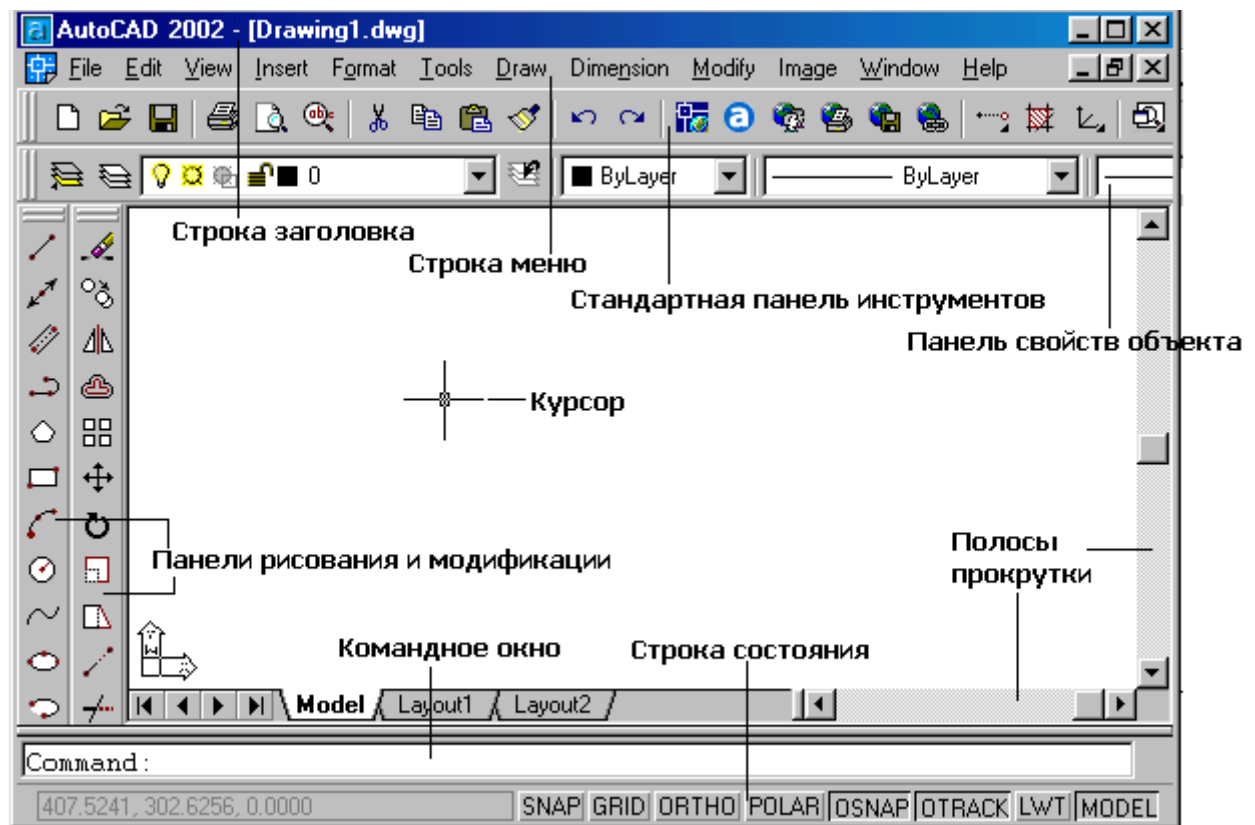 AutoCAD 2002 - [Drawing1.dwg]
File Edit View Insert Format Tools Draw Dimension Modify Image Window Help
0 ByLayer ByLayer
Строка заголовка
Строка меню
Стандартная панель инструментов
Панель свойств объекта
Курсор
Панели рисования и модификации
Полосы
прокрутки
Командное окно
Строка состояния
Model Layout1 Layout2
Command:
407.5241, 302.6256, 0.0000 SNAP GRID ORTHO POLAR OSNAP OTRACK LWT MODEL